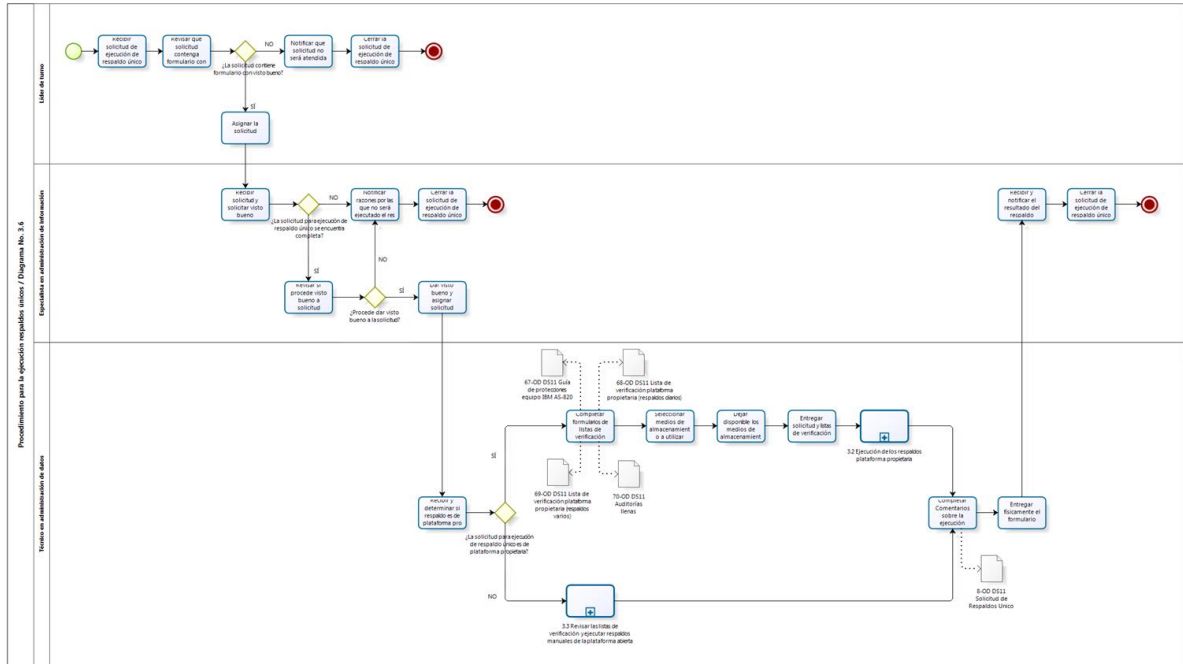 Procedimiento para la ejecución respaldos únicos / Diagrama No. 3.6
Líder de turno
Recibir
solicitud de
ejecución de
respaldo único
Revisar que
solicitud
contenga
formulario con
¿La solicitud contiene
formulario con visto bueno?
NO
Notificar que
solicitud no
será atendida
Cerrar la
solicitud de
ejecución de
respaldo único
SÍ
Asignar la
solicitud
Especialista en administración de información
Recibir
solicitud y
solicitar visto
bueno
¿La solicitud para ejecución de
respaldo único se encuentra
completa?
NO
Notificar
razones por las
que no será
ejecutado el res
Cerrar la
solicitud de
ejecución de
respaldo único
SÍ
Revisar si
procede visto
bueno a
solicitud
¿Procede dar visto
bueno a la solicitud?
NO
SÍ
Dar visto
bueno y
asignar
solicitud
Recibir y
notificar el
resultado del
respaldo
Cerrar la
solicitud de
ejecución de
respaldo único
Técnico en administración de datos
Recibir y
determinar si
respaldo es de
plataforma pro
¿La solicitud para ejecución
de respaldo único es de
plataforma propietaria?
SÍ
67-OD DS11 Guía
de protecciones
equipo IBM AS-820
68-OD DS11 Lista de
verificación plataforma
propietaria (respaldos diarios)
Completar
formularios de
listas de
verificación
69-OD DS11 Lista de
verificación plataforma
propietaria (respaldos
varios)
70-OD DS11
Auditorías
llenas
Seleccionar
medios de
almacenamient
o a utilizar
Dejar
disponible los
medios de
almacenamient
Entregar
solicitud y listas
de verificación
3.2 Ejecución de los respaldos
plataforma propietaria
NO
3.3 Revisar las listas de
verificación y ejecutar respaldos
manuales de la plataforma abierta
Completar
Comentarios
sobre la
ejecución
Entregar
físicamente el
formulario
8-OD DS11
Solicitud de
Respaldos Unico